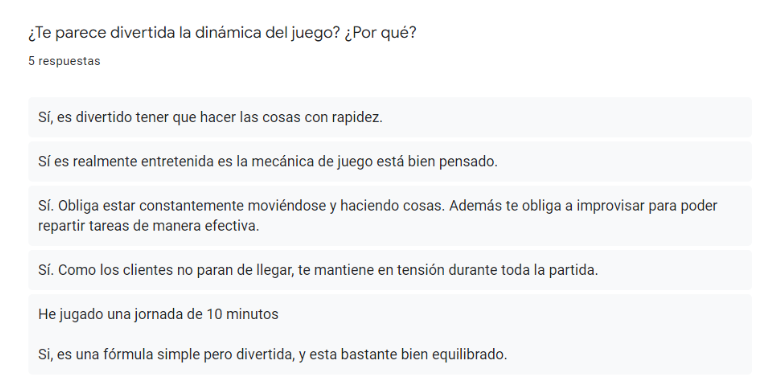 ¿Te parece divertida la dinámica del juego? ¿Por qué?
5 respuestas
Sí, es divertido tener que hacer las cosas con rapidez.
Sí es realmente entretenida es la mecánica de juego está bien pensado.
Sí. Obliga estar constantemente moviéndose y haciendo cosas. Además te obliga a improvisar para poder
repartir tareas de manera efectiva.
Sí. Como los clientes no paran de llegar, te mantiene en tensión durante toda la partida.
He jugado una jornada de 10 minutos
Si, es una fórmula simple pero divertida, y esta bastante bien equilibrado.